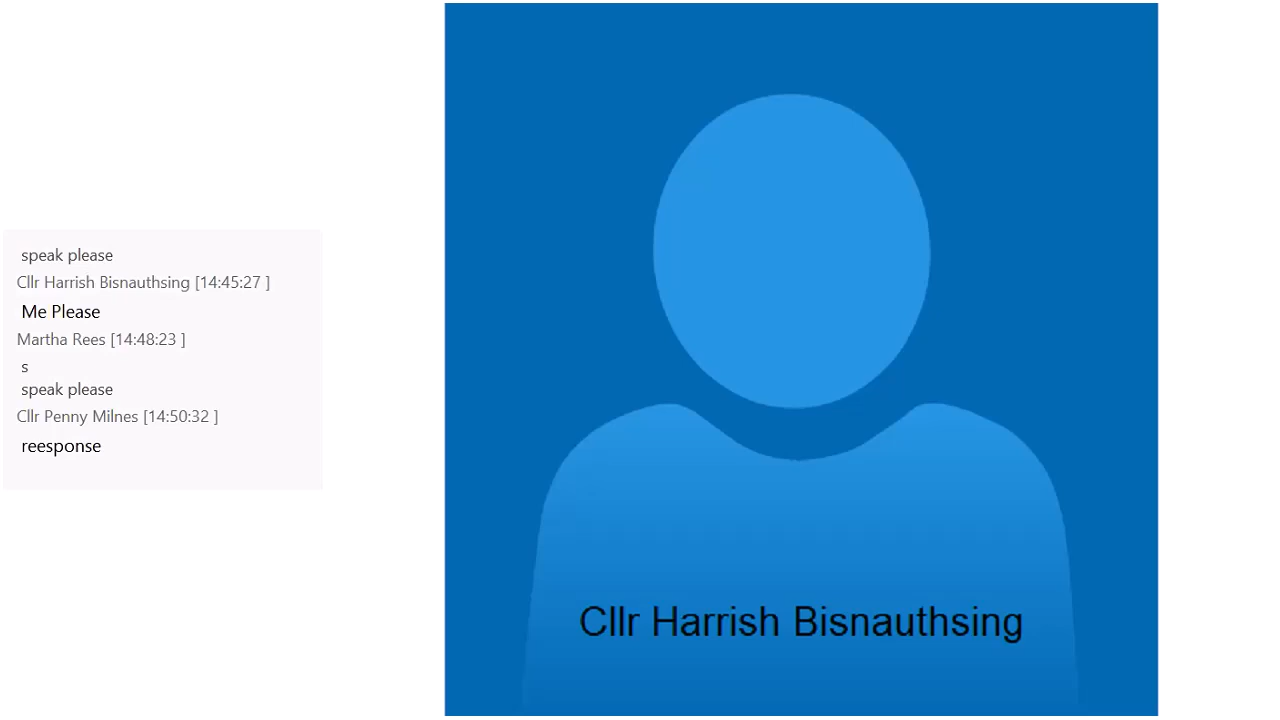 speak please
Cllr Harrish Bisnauthsing [14:45:27 ]
Me Please
Martha Rees [14:48:23 ]
s
speak please
Cllr Penny Milnes [14:50:32 ]
reesponse
Cllr Harrish Bisnauthsing